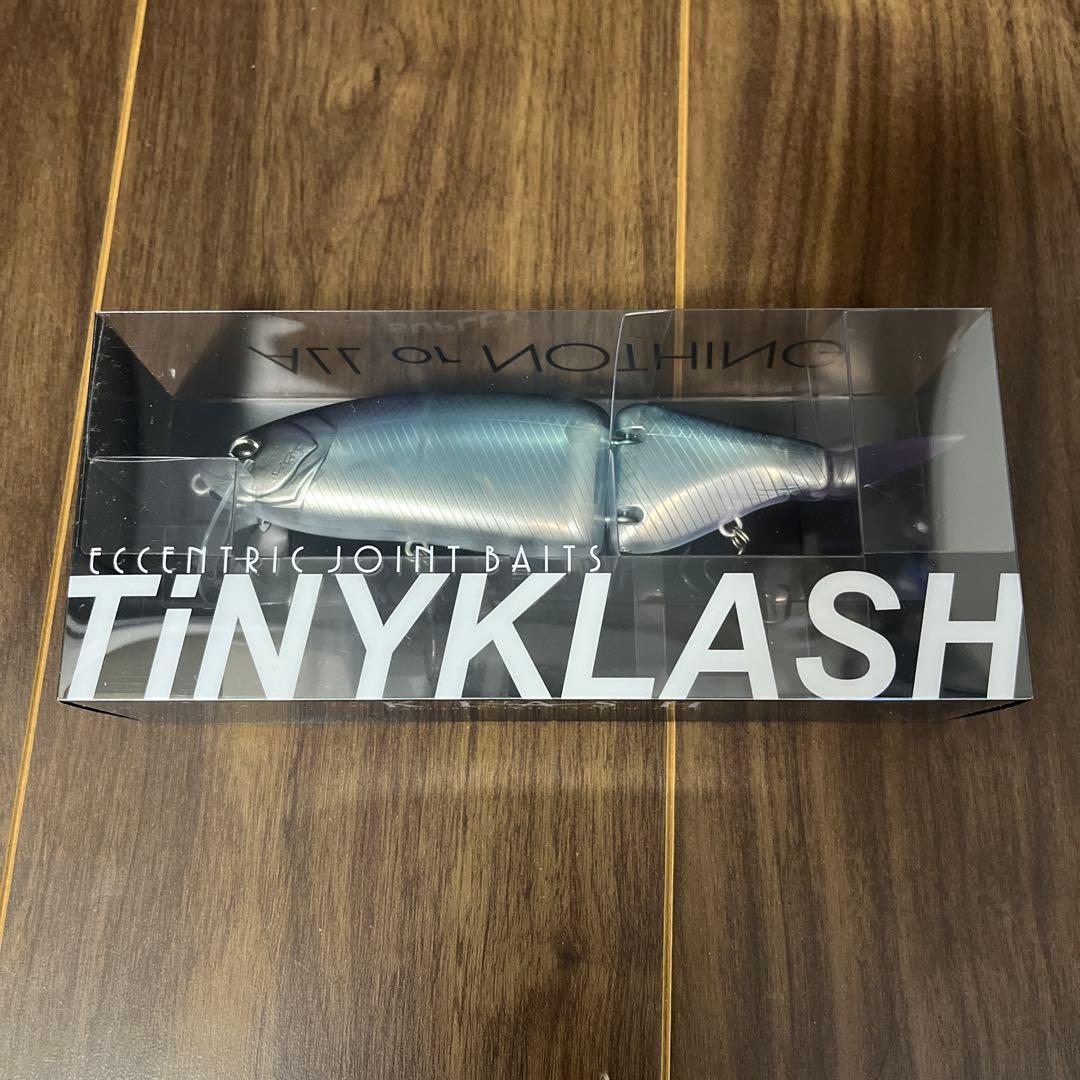 ALL or NOTHING
ECCENTRIC JOINT BAITS
TiNYKLASH